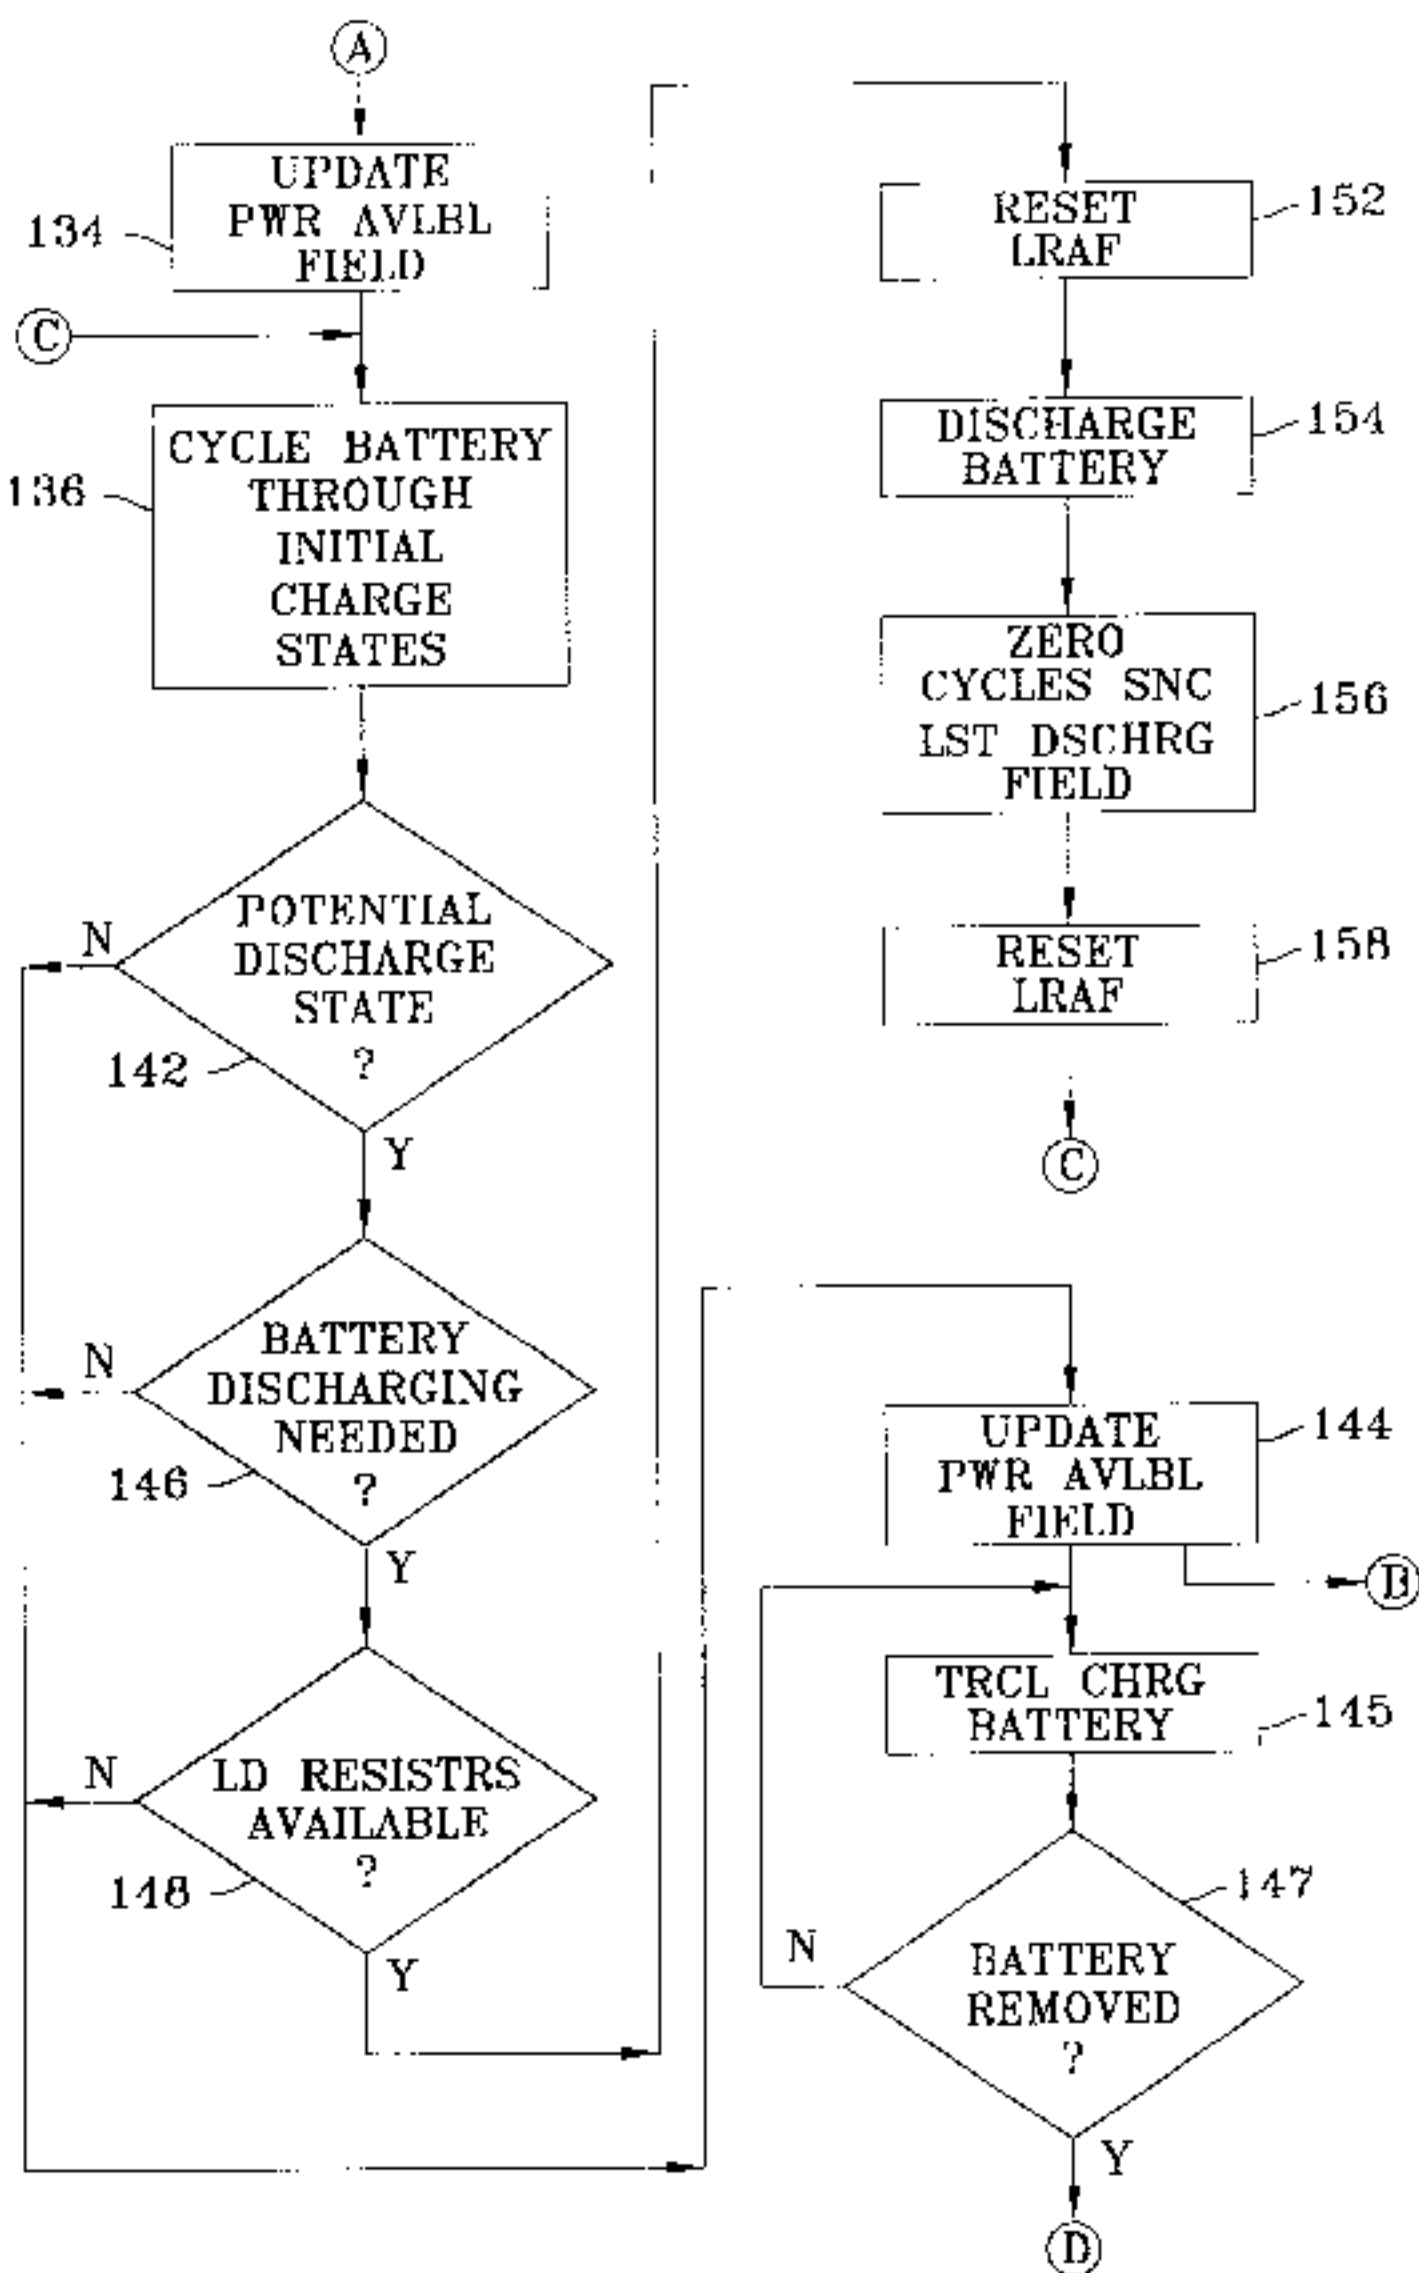 A
UPDATE
PWR AVLBL
FIELD
134
C
CYCLE BATTERY
THROUGH
INITIAL
CHARGE
STATES
136
POTENTIAL
DISCHARGE
STATE
?
N
142
Y
BATTERY
DISCHARGING
NEEDED
?
N
146
Y
LD RESISTRS
AVAILABLE
?
N
148
Y
RESET
LRAF
152
DISCHARGE
BATTERY
154
ZERO
CYCLES SNC
LST DSCHRG
FIELD
156
RESET
LRAF
158
C
UPDATE
PWR AVLBL
FIELD
144
B
TRCL CHRG
BATTERY
145
147
N
BATTERY
REMOVED
?
Y
D